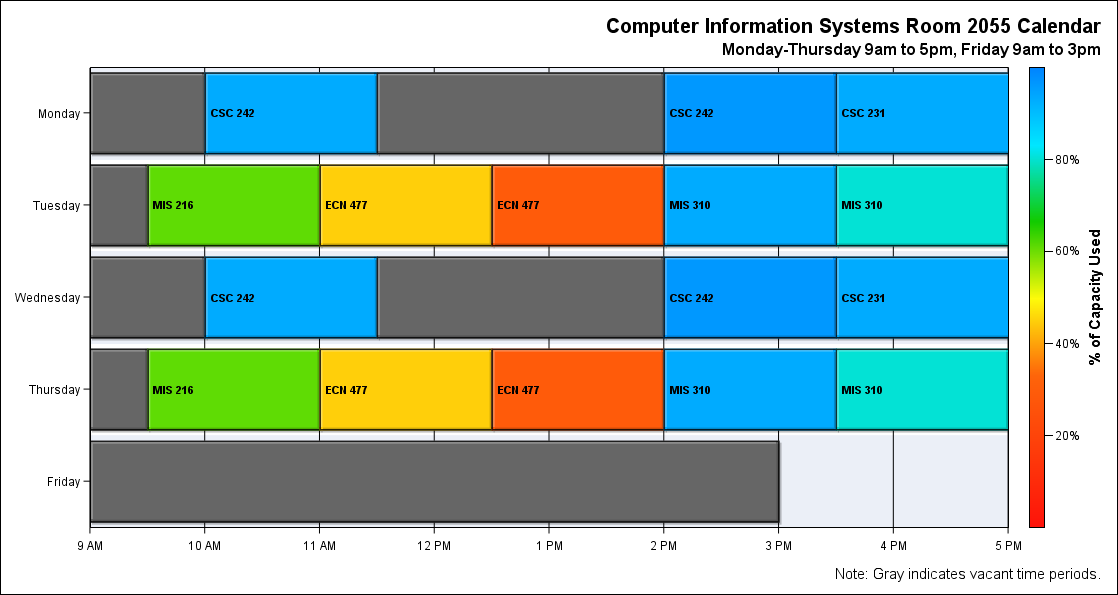 Computer Information Systems Room 2055 Calendar
Monday-Thursday 9am to 5pm, Friday 9am to 3pm
Monday
CSC 242
CSC 242
CSC 231
Tuesday
MIS 216
ECN 477
ECN 477
MIS 310
MIS 310
Wednesday
CSC 242
CSC 242
CSC 231
Thursday
MIS 216
ECN 477
ECN 477
MIS 310
MIS 310
Friday
9 AM
10 AM
11 AM
12 PM
1 PM
2 PM
3 PM
4 PM
5 PM
80%
60%
40%
20%
% of Capacity Used
Note: Gray indicates vacant time periods.